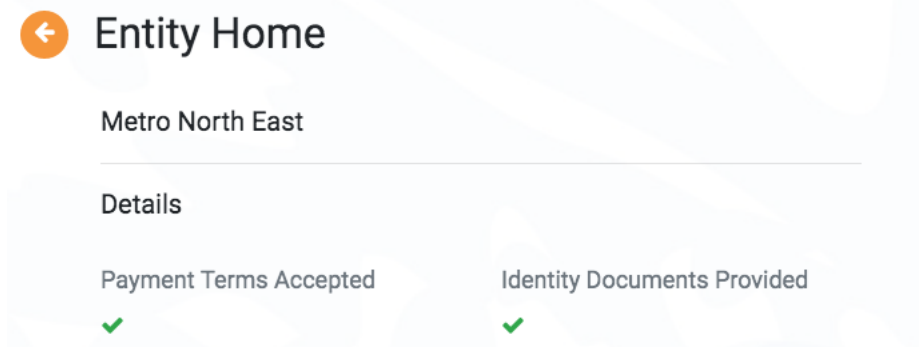 Entity Home
Metro North East
Details
Payment Terms Accepted
Identity Documents Provided